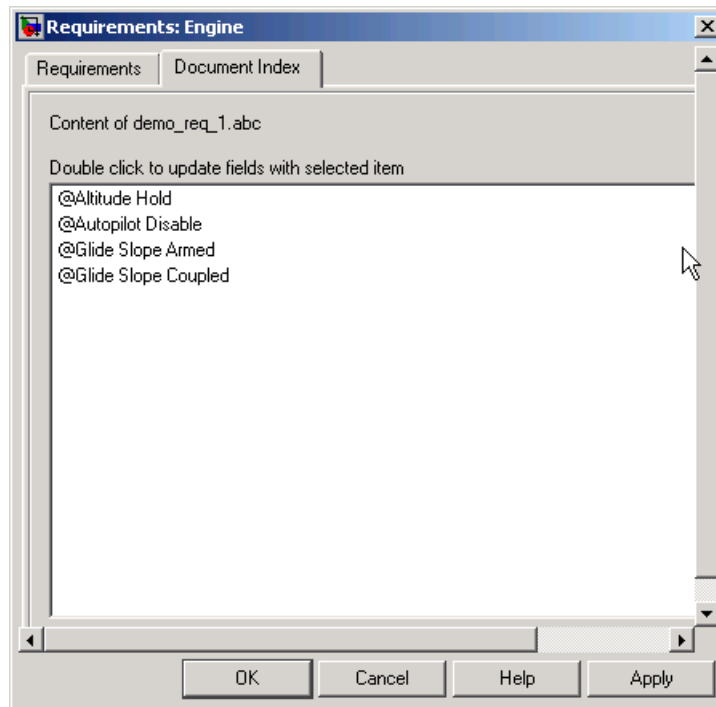 Requirements: Engine
Requirements Document Index
Content of demo_req_1.abc
Double click to update fields with selected item
@Altitude Hold
@Autopilot Disable
@Glide Slope Armed
@Glide Slope Coupled
OK Cancel Help Apply